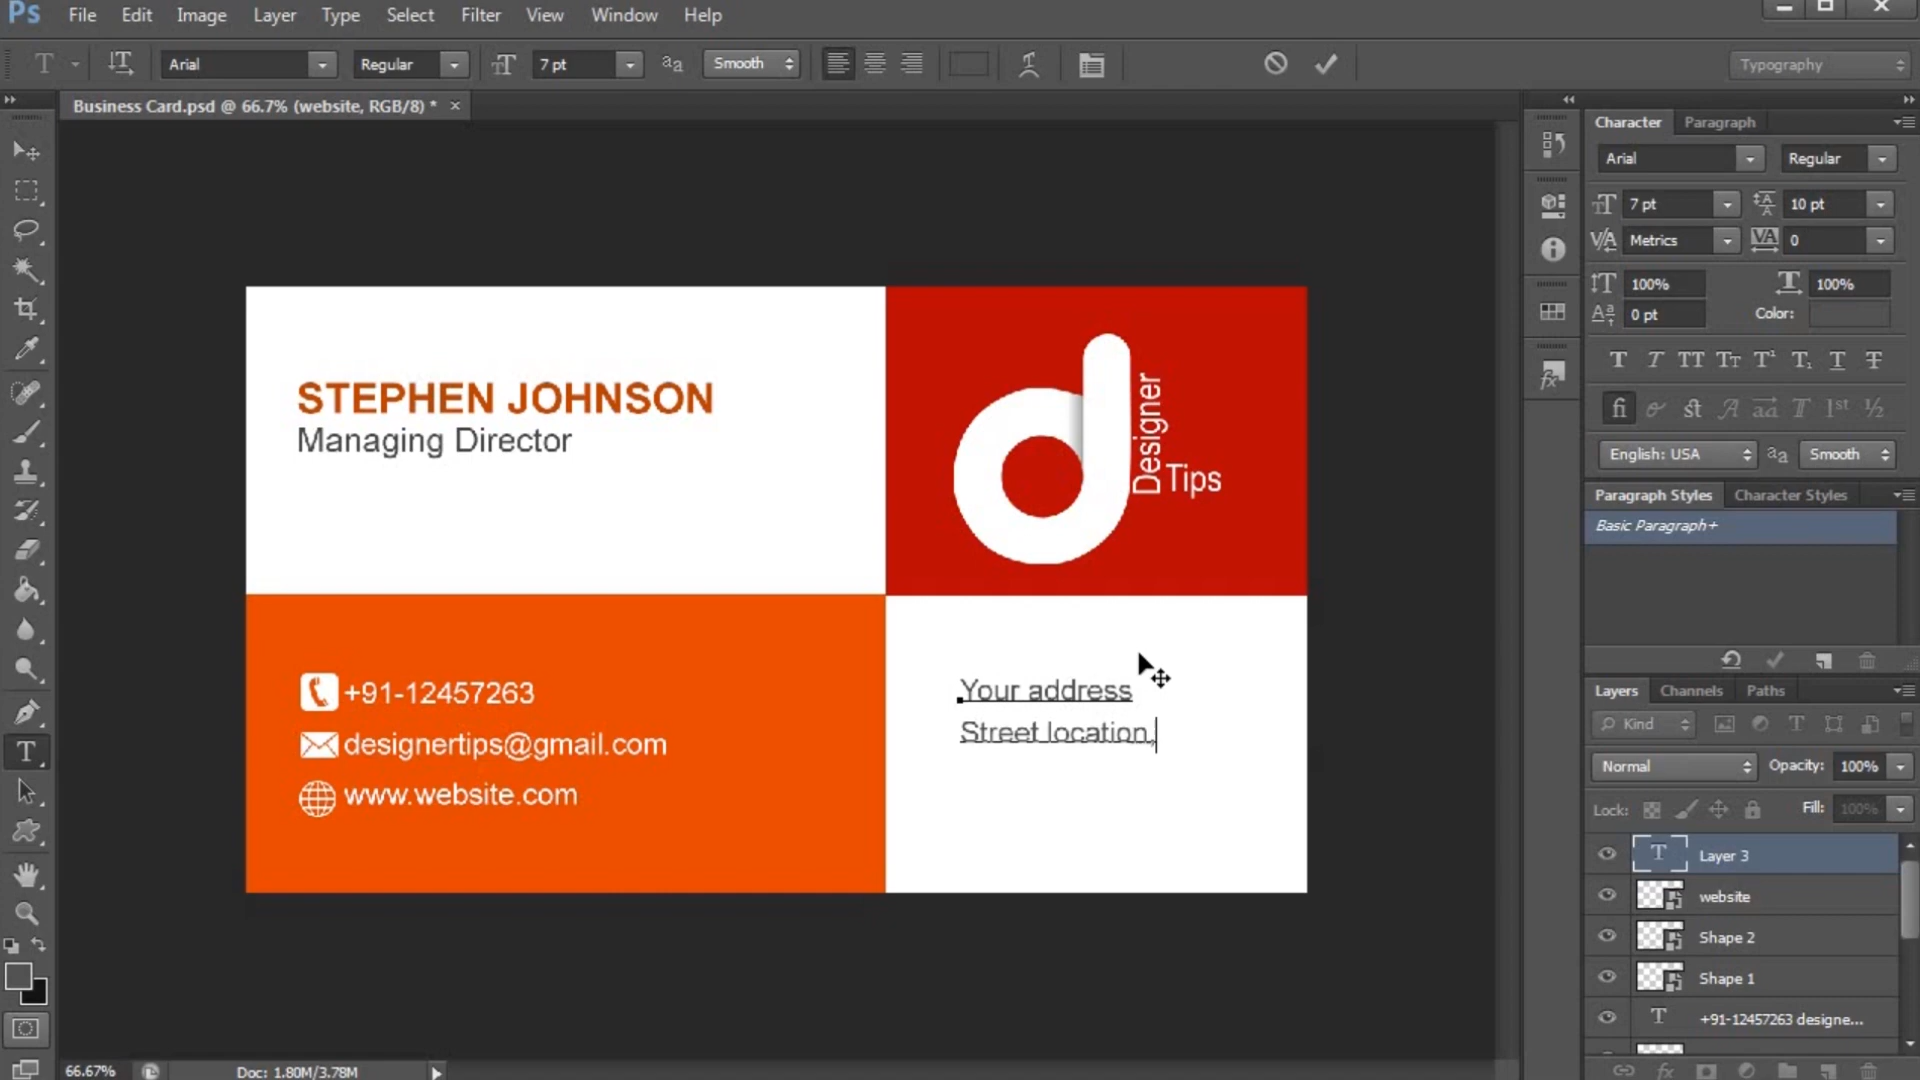 Ps File Edit Image Layer Type Select Filter View Window Help
T Arial Regular 7 pt aa Smooth Typography
Business Card.psd @ 66.7% (website, RGB/8) * ×
Character Paragraph
Arial Regular
7 pt 10 pt
Metrics 0
100% 100%
0 pt Color:
English: USA aa Smooth
Paragraph Styles Character Styles
Basic Paragraph+
Layers Channels Paths
Kind
Normal Opacity: 100%
Lock: Fill: 100%
Layer 3
website
Shape 2
Shape 1
+91-12457263 designe...
STEPHEN JOHNSON
Managing Director
d
Designer
Tips
+91-12457263
designertips@gmail.com
www.website.com
Your address
Street location,
66.67% Doc: 1.80M/3.78M